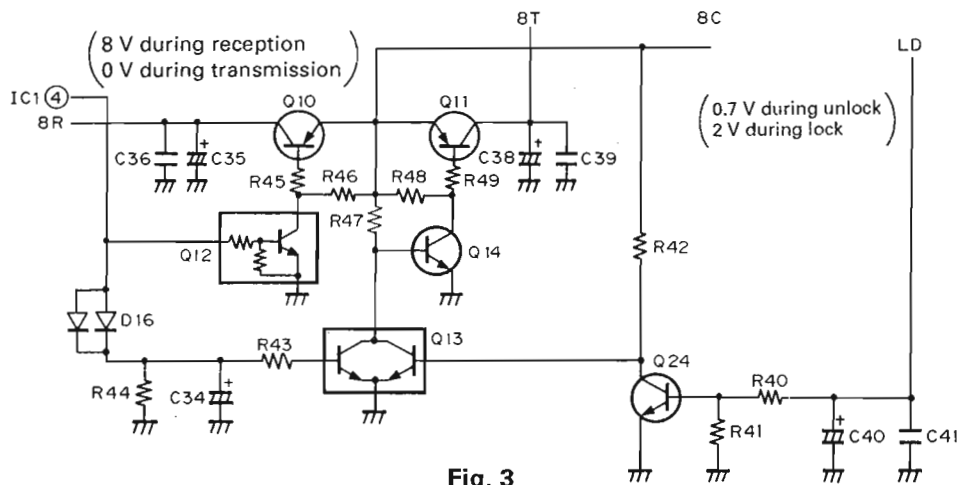 8T
8C
LD
8 V during reception
0 V during transmission
IC1 4
8R
Q10
Q11
0.7 V during unlock
2 V during lock
C36
+
C35
C38
+
C39
R45
R46
R48
R49
R47
Q12
Q14
R42
D16
R43
Q13
Q24
R40
R44
C34
+
R41
+
C40
C41
Fig. 3